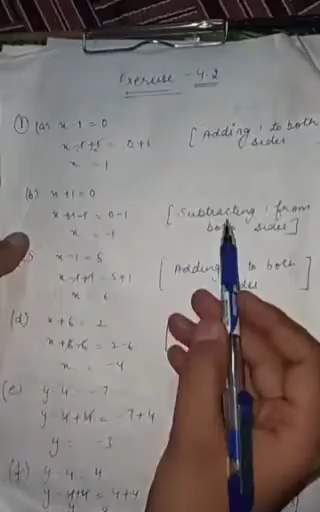 Exercise - 4.2
① (a) x-1=0
x-1+1= 0+1 [Adding 1 to both sides
x = 1
(b) x+1=0
x+1-1 = 0-1 [Subtracting 1 from both sides]
x = -1
x-1=5
x-1+1 = 5+1 [Adding 1 to both sides]
x 6
(d) x+6 = 2
x+6-6 = 2-6
x = -4
(e) y-4 = -7
y-4+4 = -7+4
y = -3
(f) y-4 = 4
y-4+4 = 4+4